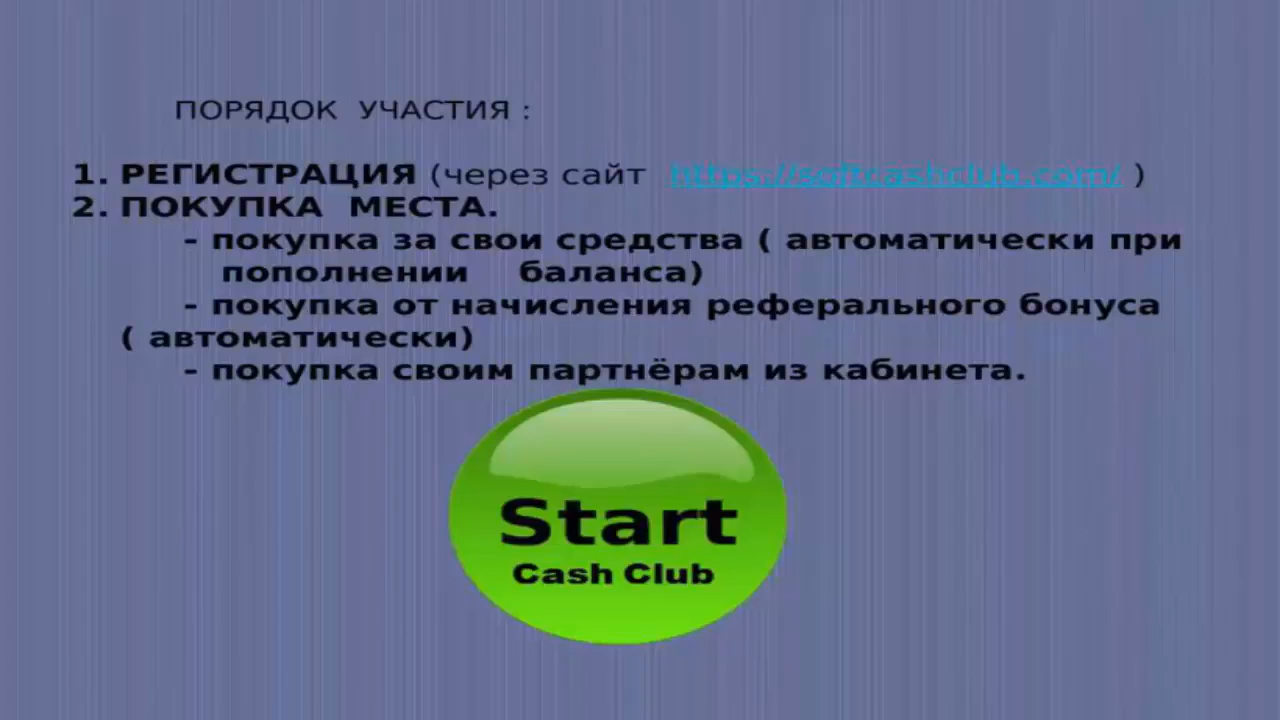 ПОРЯДОК УЧАСТИЯ :
1. РЕГИСТРАЦИЯ (через сайт https://softcashclub.com/ )
2. ПОКУПКА МЕСТА.
- покупка за свои средства ( автоматически при
пополнении баланса)
- покупка от начисления реферального бонуса
( автоматически)
- покупка своим партнёрам из кабинета.
Start
Cash Club